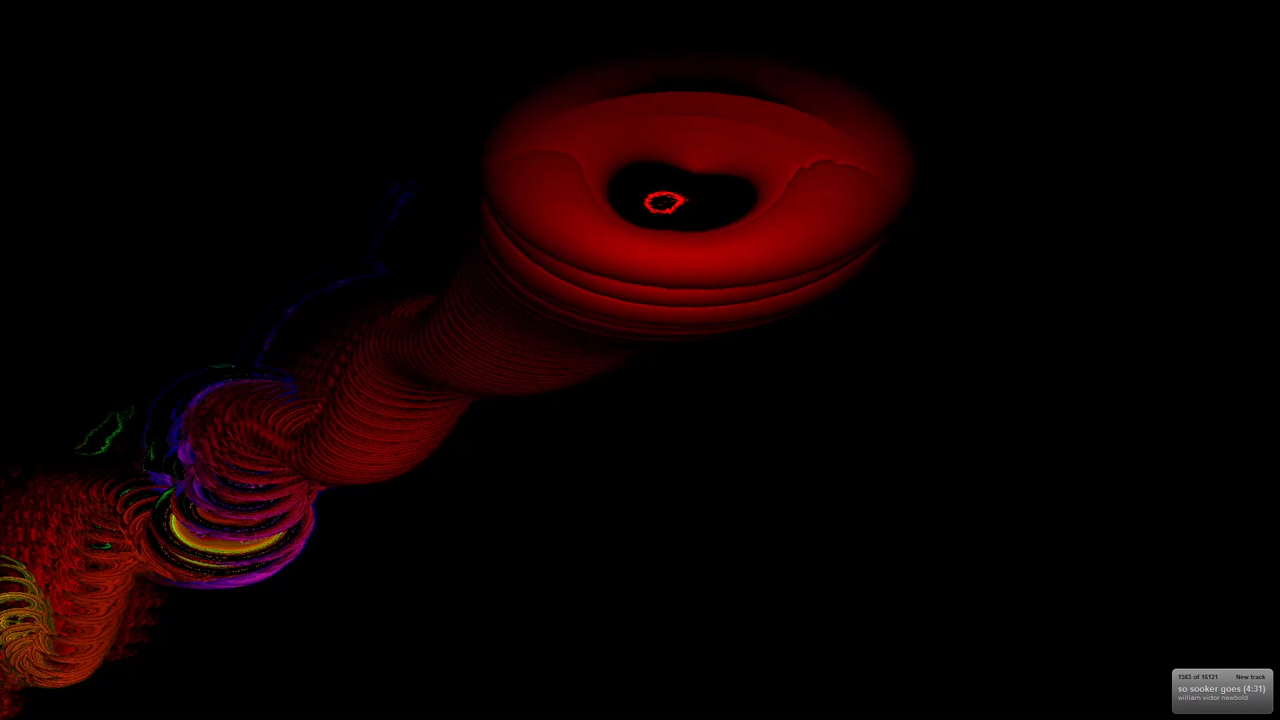 1583 of 16121 New track
so sooker goes (4:31)
william victor newbold